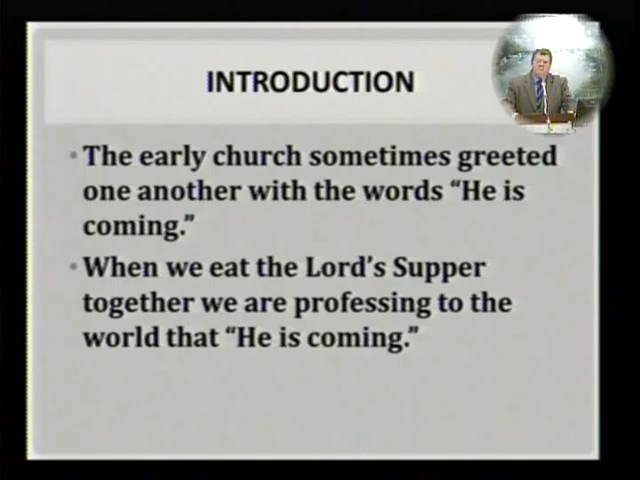 INTRODUCTION
• The early church sometimes greeted
one another with the words “He is
coming.”
• When we eat the Lord’s Supper
together we are professing to the
world that “He is coming.”